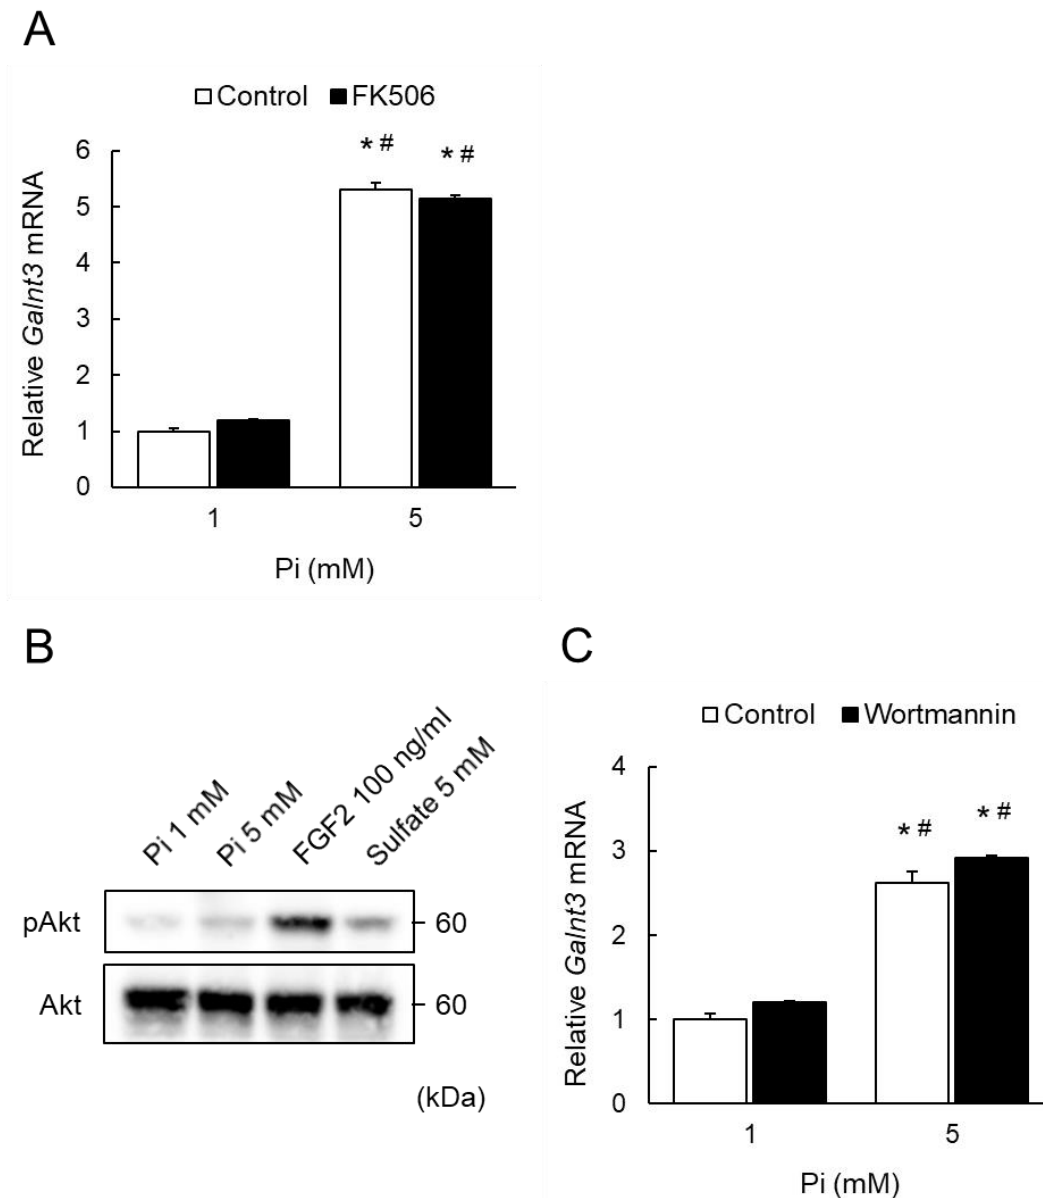 A
Control FK506
6
5
4
3
2
1
0
Relative Galnt3 mRNA
* # * #
1 5
Pi (mM)
B
Pi 1 mM
Pi 5 mM
FGF2 100 ng/ml
Sulfate 5 mM
pAkt 60
Akt 60
(kDa)
C
Control Wortmannin
4
3
2
1
0
Relative Galnt3 mRNA
* # * #
1 5
Pi (mM)